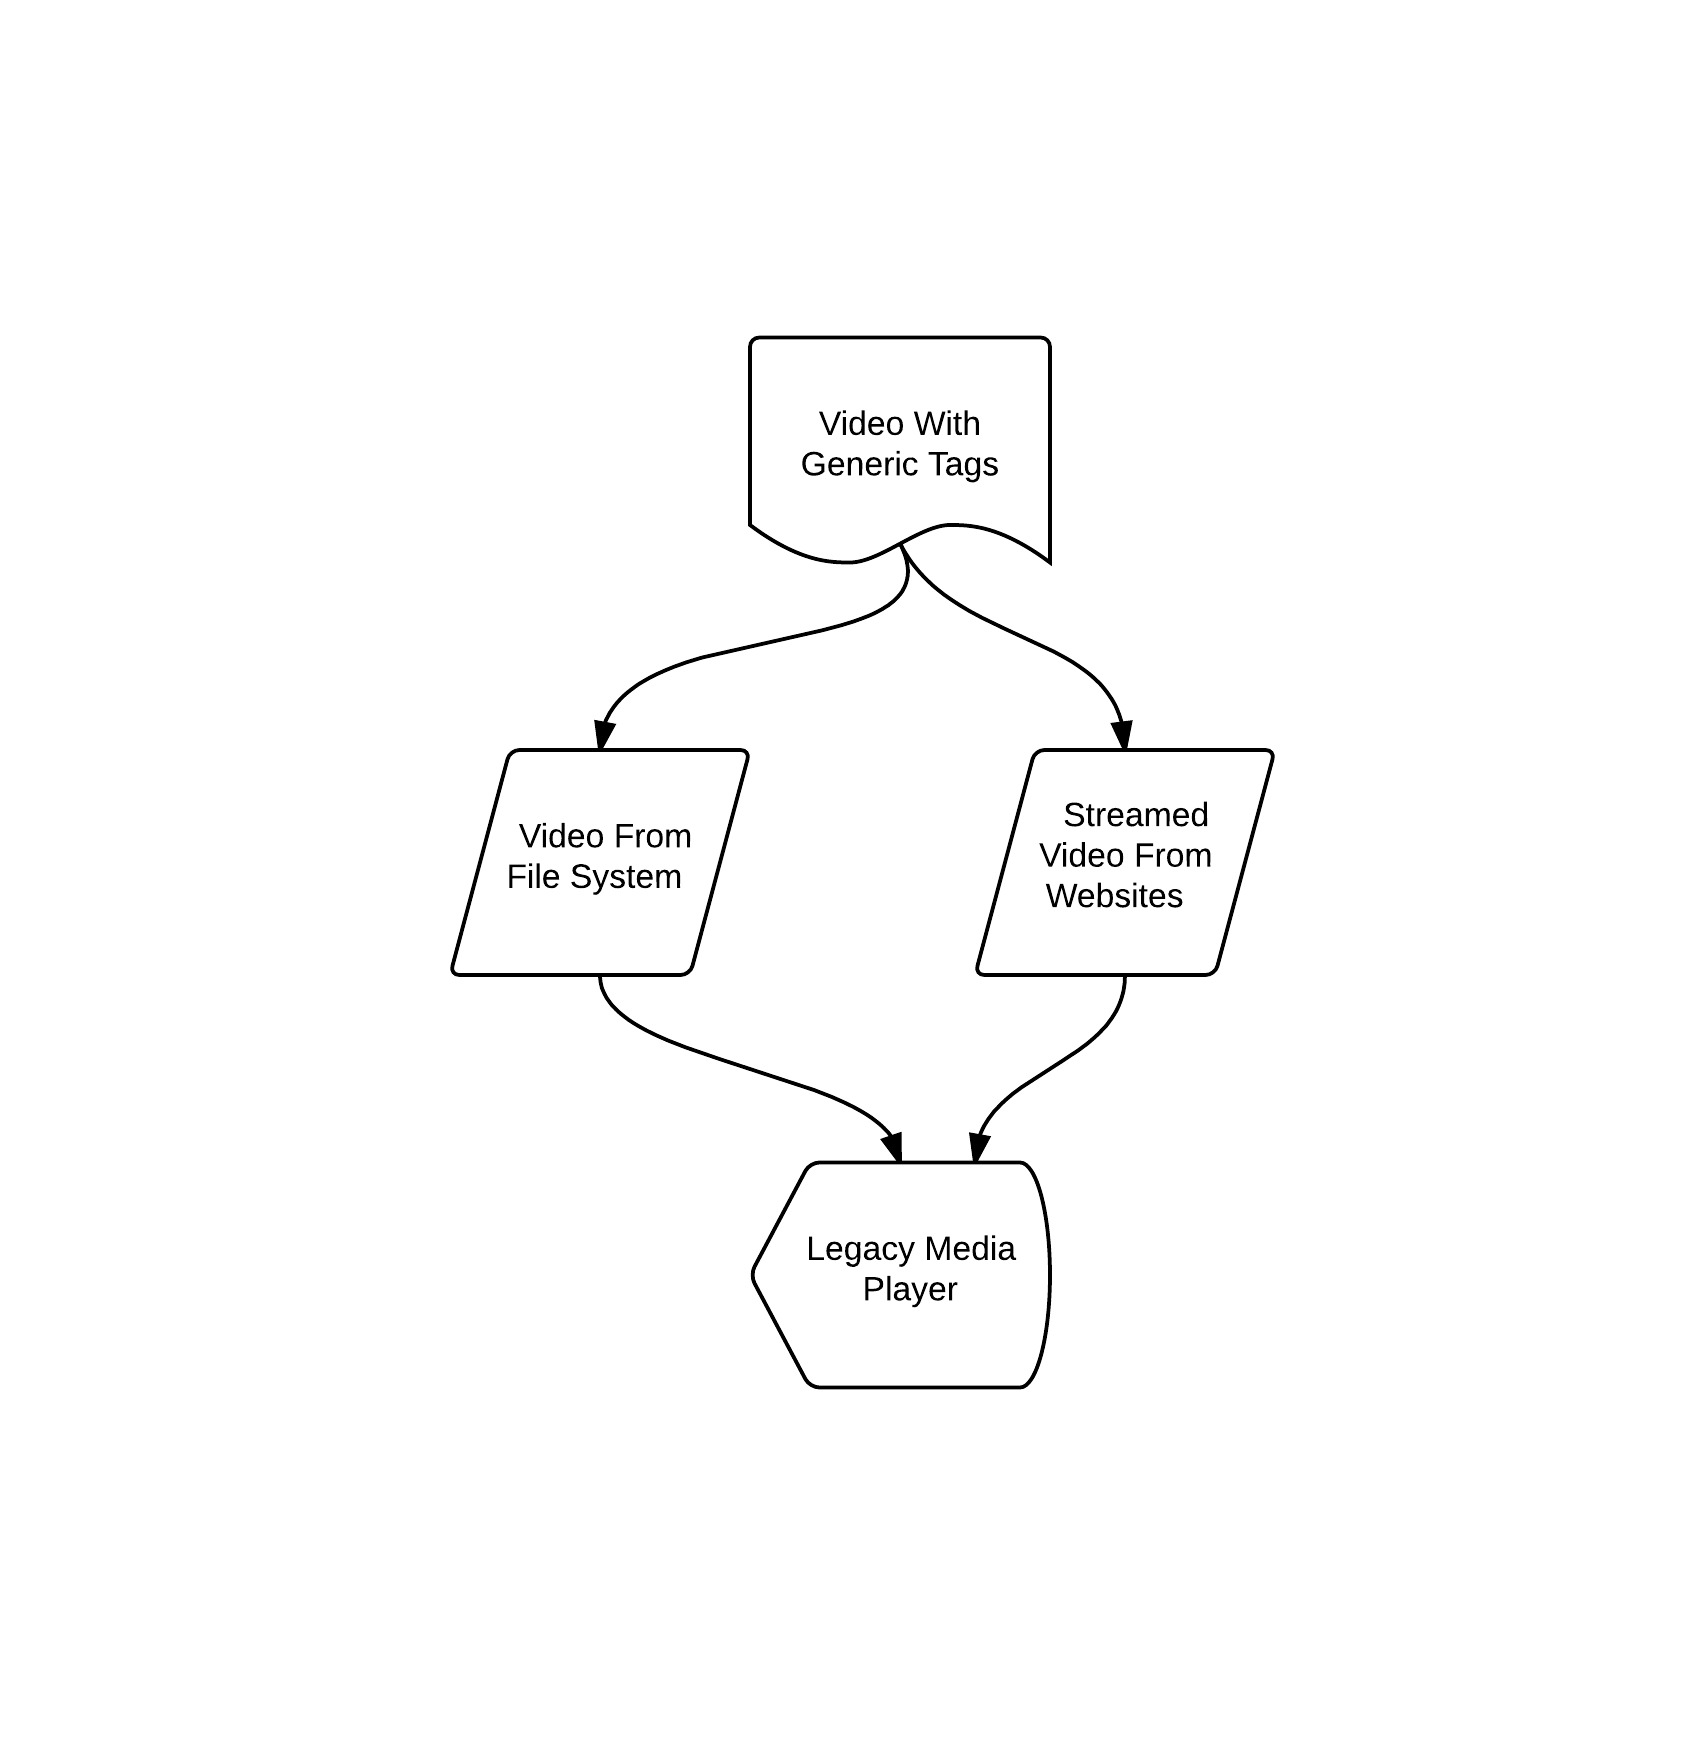 Video With
Generic Tags
Video From
File System
Streamed
Video From
Websites
Legacy Media
Player